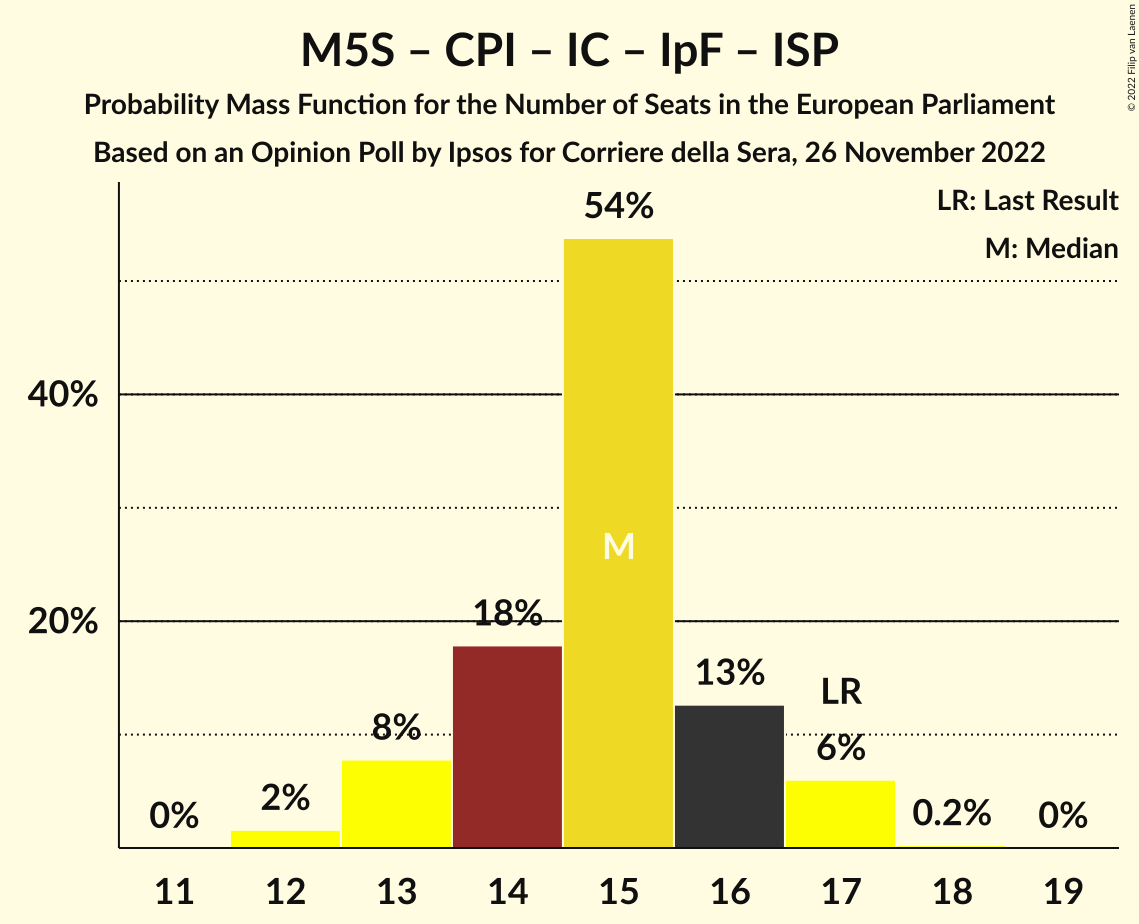 M5S – CPI – IC – IpF – ISP
Probability Mass Function for the Number of Seats in the European Parliament
Based on an Opinion Poll by Ipsos for Corriere della Sera, 26 November 2022
© 2022 Filip van Laenen
LR: Last Result
M: Median
54%
40%
M
20%
18%
13%
LR
8%
6%
2%
0%
0.2%
0%
11 12 13 14 15 16 17 18 19